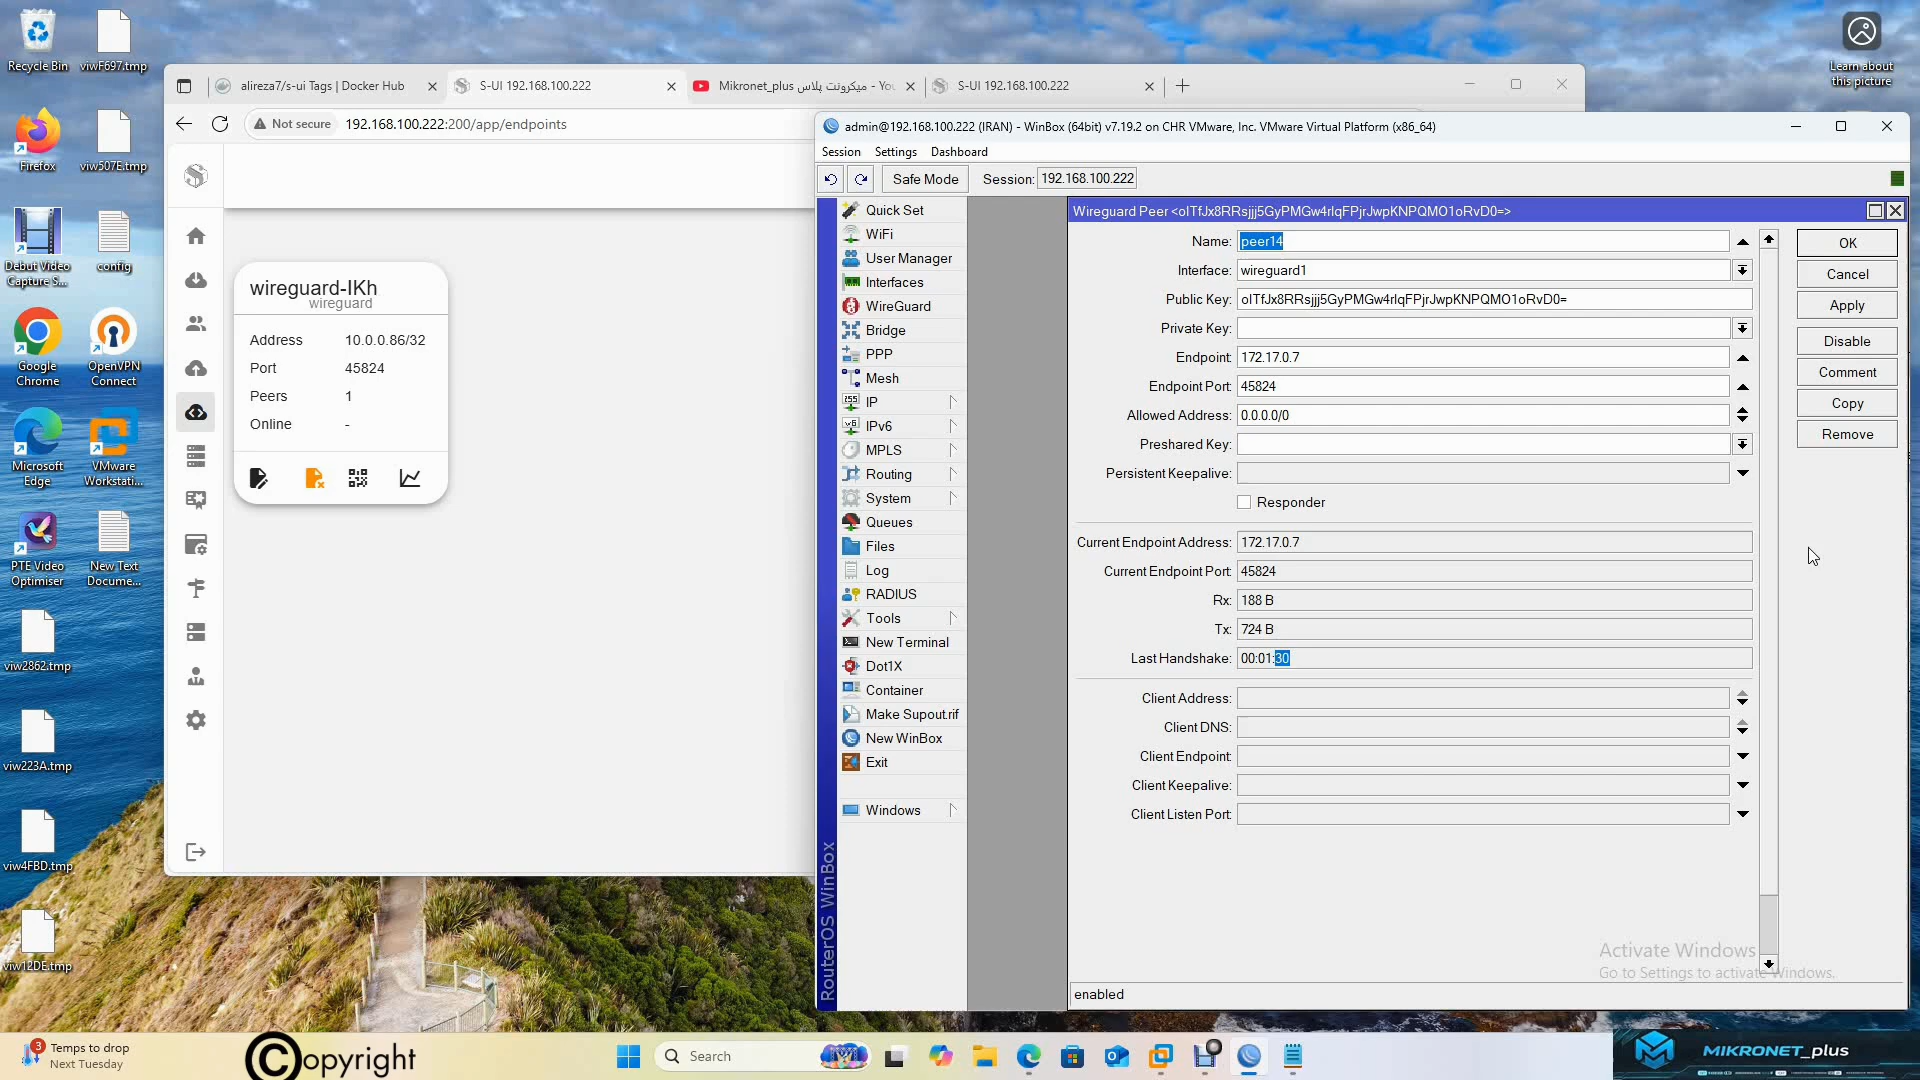 Recycle Bin
viwF697.tmp
Firefox
viw507E.tmp
Debut Video
Capture S...
config
Google
Chrome
OpenVPN
Connect
Microsoft
Edge
VMware
Workstati...
PTE Video
Optimiser
New Text
Docume...
viw2862.tmp
viw223A.tmp
viw4FBD.tmp
viw12DE.tmp
Learn about
this picture
alireza7/s-ui Tags | Docker Hub
S-UI 192.168.100.222
Mikronet_plus میکرونت پلاس - You
S-UI 192.168.100.222
Not secure
192.168.100.222:200/app/endpoints
wireguard-IKh
wireguard
Address 10.0.0.86/32
Port 45824
Peers 1
Online -
admin@192.168.100.222 (IRAN) - WinBox (64bit) v7.19.2 on CHR VMware, Inc. VMware Virtual Platform (x86_64)
Session Settings Dashboard
Safe Mode Session: 192.168.100.222
Quick Set
WiFi
User Manager
Interfaces
WireGuard
Bridge
PPP
Mesh
IP
IPv6
MPLS
Routing
System
Queues
Files
Log
RADIUS
Tools
New Terminal
Dot1X
Container
Make Supout.rif
New WinBox
Exit
Windows
RouterOS WinBox
Wireguard Peer <oITfJx8RRsjjj5GyPMGw4rlqFPjrJwpKNPQMO1oRvD0=>
Name: peer14
Interface: wireguard1
Public Key: oITfJx8RRsjjj5GyPMGw4rlqFPjrJwpKNPQMO1oRvD0=
Private Key:
Endpoint: 172.17.0.7
Endpoint Port: 45824
Allowed Address: 0.0.0.0/0
Preshared Key:
Persistent Keepalive:
Responder
Current Endpoint Address: 172.17.0.7
Current Endpoint Port: 45824
Rx: 188 B
Tx: 724 B
Last Handshake: 00:01:30
Client Address:
Client DNS:
Client Endpoint:
Client Keepalive:
Client Listen Port:
OK
Cancel
Apply
Disable
Comment
Copy
Remove
enabled
Activate Windows
Go to Settings to activate Windows.
3
Temps to drop
Next Tuesday
©opyright
Search
MIKRONET_plus